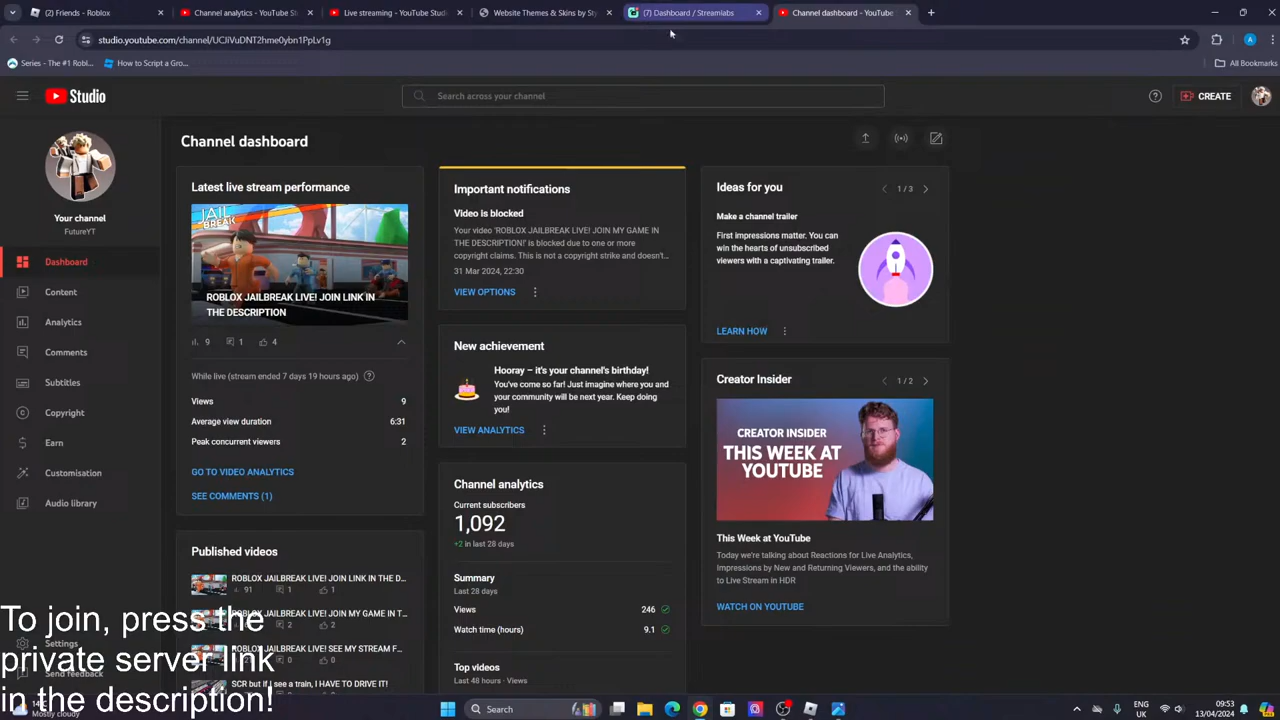 (2) Friends - Roblox
Channel analytics - YouTube St
Live streaming - YouTube Studi
Website Themes & Skins by Sty
(7) Dashboard / Streamlabs
Channel dashboard - YouTube
studio.youtube.com/channel/UCJiVuDNT2hme0ybn1PpLv1g
Series - The #1 Robl...
How to Script a Gro...
All Bookmarks
Studio
Search across your channel
CREATE
Your channel
FutureYT
Dashboard
Content
Analytics
Comments
Subtitles
Copyright
Earn
Customisation
Audio library
Settings
Send feedback
Channel dashboard
Latest live stream performance
JAIL
BREAK
ROBLOX JAILBREAK LIVE! JOIN LINK IN
THE DESCRIPTION
9 1 4
While live (stream ended 7 days 19 hours ago)
Views 9
Average view duration 6:31
Peak concurrent viewers 2
GO TO VIDEO ANALYTICS
SEE COMMENTS (1)
Published videos
ROBLOX JAILBREAK LIVE! JOIN LINK IN THE D...
91 1 1
ROBLOX JAILBREAK LIVE! JOIN MY GAME IN T...
2 2
ROBLOX JAILBREAK LIVE! SEE MY STREAM F...
0 0
SCR but if I see a train, I HAVE TO DRIVE it!
Important notifications
Video is blocked
Your video 'ROBLOX JAILBREAK LIVE! JOIN MY GAME IN
THE DESCRIPTION!' is blocked due to one or more
copyright claims. This is not a copyright strike and doesn't...
31 Mar 2024, 22:30
VIEW OPTIONS
New achievement
Hooray – it's your channel's birthday!
You've come so far! Just imagine where you and
your community will be next year. Keep doing
you!
VIEW ANALYTICS
Channel analytics
Current subscribers
1,092
+2 in last 28 days
Summary
Last 28 days
Views 246
Watch time (hours) 9.1
Top videos
Last 48 hours · Views
Ideas for you
1 / 3
Make a channel trailer
First impressions matter. You can
win the hearts of unsubscribed
viewers with a captivating trailer.
LEARN HOW
Creator Insider
1 / 2
CREATOR INSIDER
THIS WEEK AT
YOUTUBE
This Week at YouTube
Today we're talking about Reactions for Live Analytics,
Impressions by New and Returning Viewers, and the ability
to Live Stream in HDR
WATCH ON YOUTUBE
To join, press the
private server link
in the description!
Mostly cloudy
Search
ENG
UK
09:53
13/04/2024